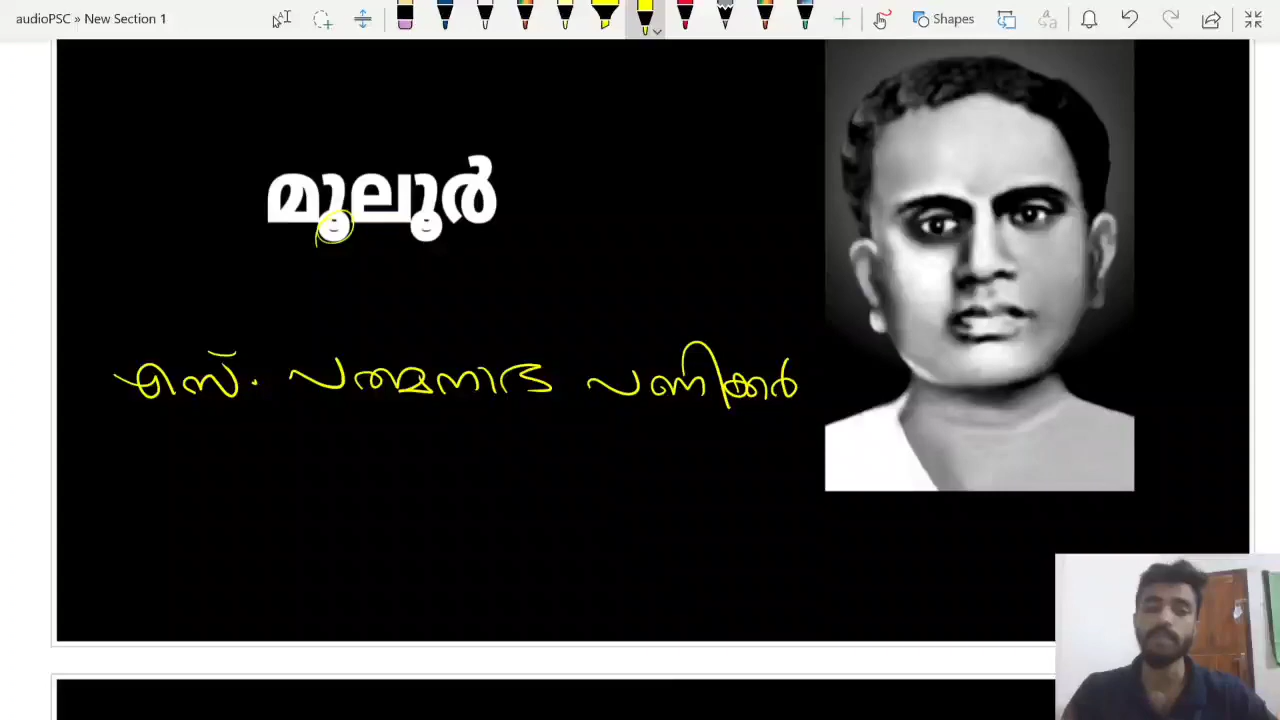 audioPSC » New Section 1
Shapes
മൂലൂർ
എസ്. പത്മനാഭ പണിക്കർ